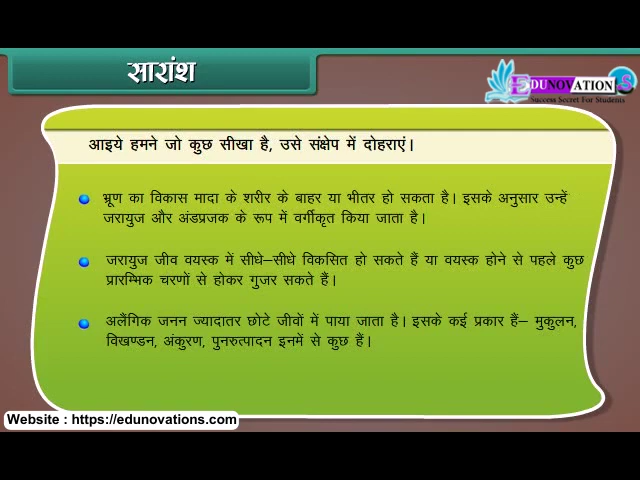 सारांश
EDUNOVATIONS
Success Secret For Students
आइये हमने जो कुछ सीखा है, उसे संक्षेप में दोहराएं।
भ्रूण का विकास मादा के शरीर के बाहर या भीतर हो सकता है। इसके अनुसार उन्हें
जरायुज और अंडप्रजक के रूप में वर्गीकृत किया जाता है।
जरायुज जीव वयस्क में सीधे–सीधे विकसित हो सकते हैं या वयस्क होने से पहले कुछ
प्रारम्भिक चरणों से होकर गुजर सकते हैं।
अलैंगिक जनन ज्यादातर छोटे जीवों में पाया जाता है। इसके कई प्रकार हैं– मुकुलन,
विखण्डन, अंकुरण, पुनरुत्पादन इनमें से कुछ हैं।
Website : https://edunovations.com